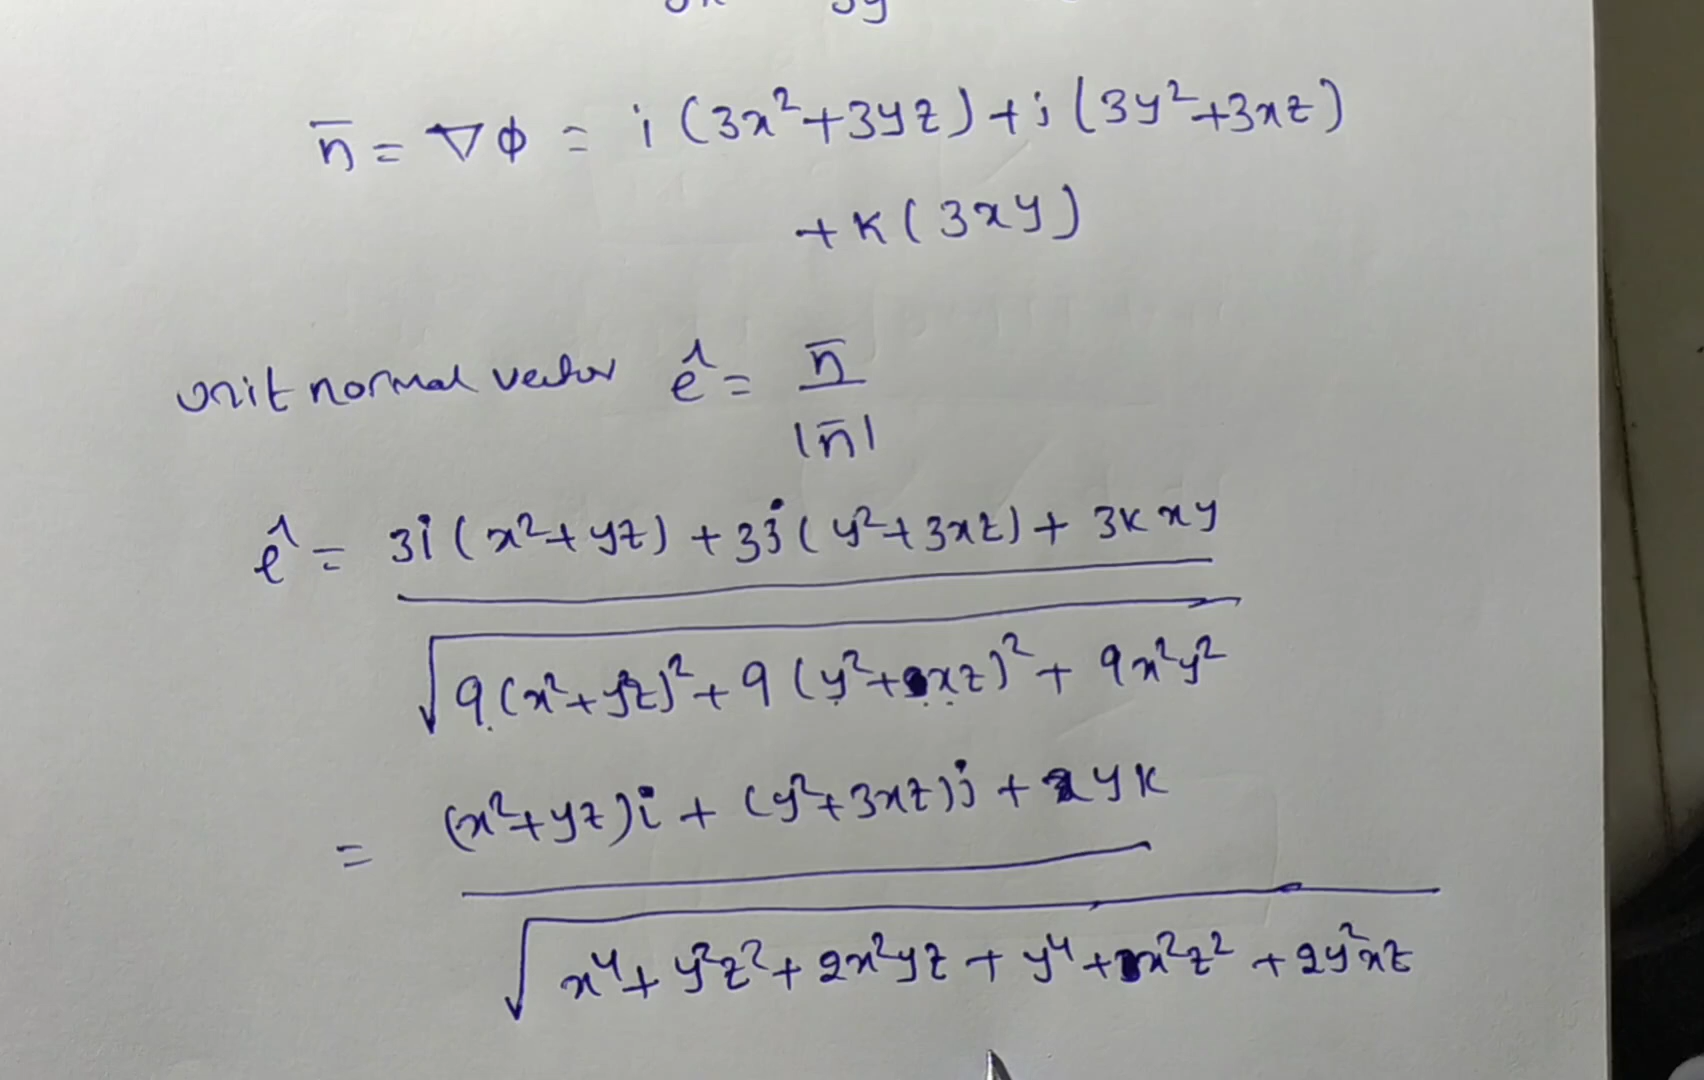 n̄ = ∇ϕ = i (3x²+3yz) + j (3y²+3xz)
+ k (3xy)
unit normal vector ê = n̄ / |n̄|
ê = 3i (x²+yz) + 3j (y²+3xz) + 3k xy
√ 9(x²+yz)² + 9 (y²+xz)² + 9x²y²
= (x²+yz)i + (y²+3xz)j + xyk
√ x⁴ + y²z² + 2x²yz + y⁴ + x²z² + 2y²xz